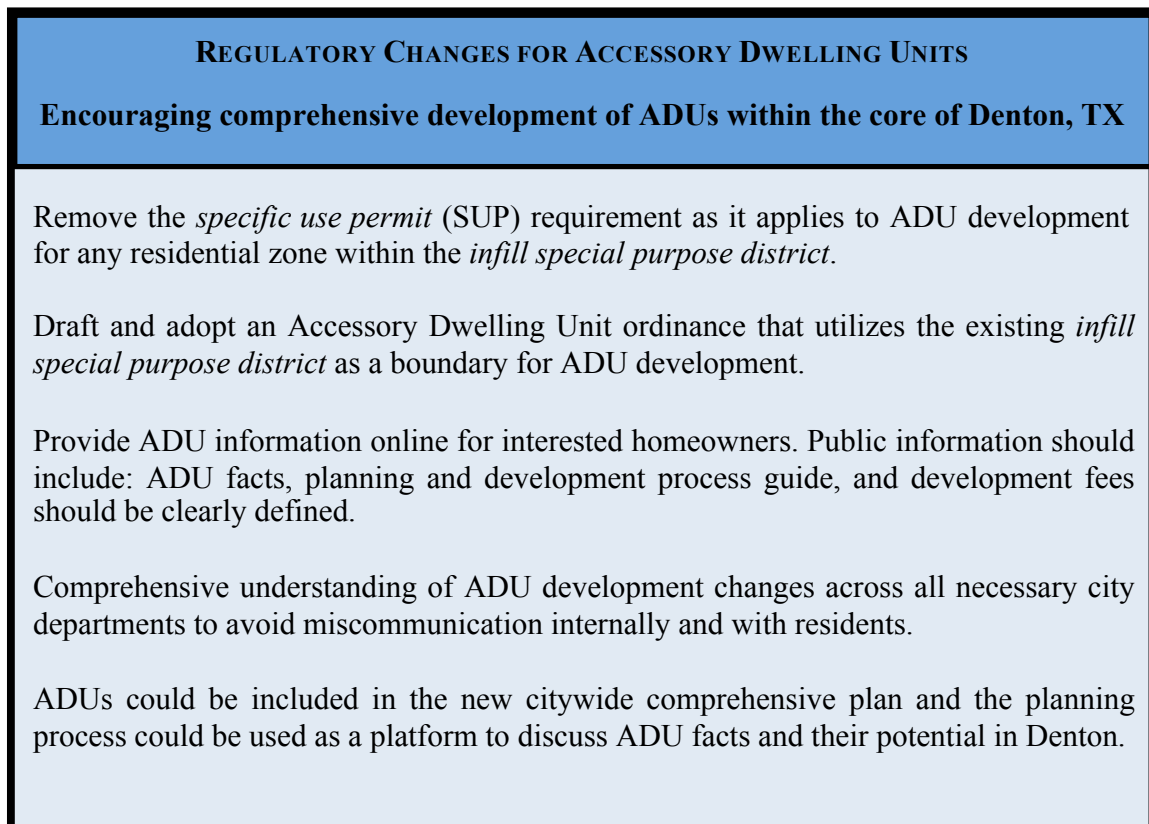 REGULATORY CHANGES FOR ACCESSORY DWELLING UNITS
Encouraging comprehensive development of ADUs within the core of Denton, TX
Remove the specific use permit (SUP) requirement as it applies to ADU development
for any residential zone within the infill special purpose district.
Draft and adopt an Accessory Dwelling Unit ordinance that utilizes the existing infill
special purpose district as a boundary for ADU development.
Provide ADU information online for interested homeowners. Public information should
include: ADU facts, planning and development process guide, and development fees
should be clearly defined.
Comprehensive understanding of ADU development changes across all necessary city
departments to avoid miscommunication internally and with residents.
ADUs could be included in the new citywide comprehensive plan and the planning
process could be used as a platform to discuss ADU facts and their potential in Denton.